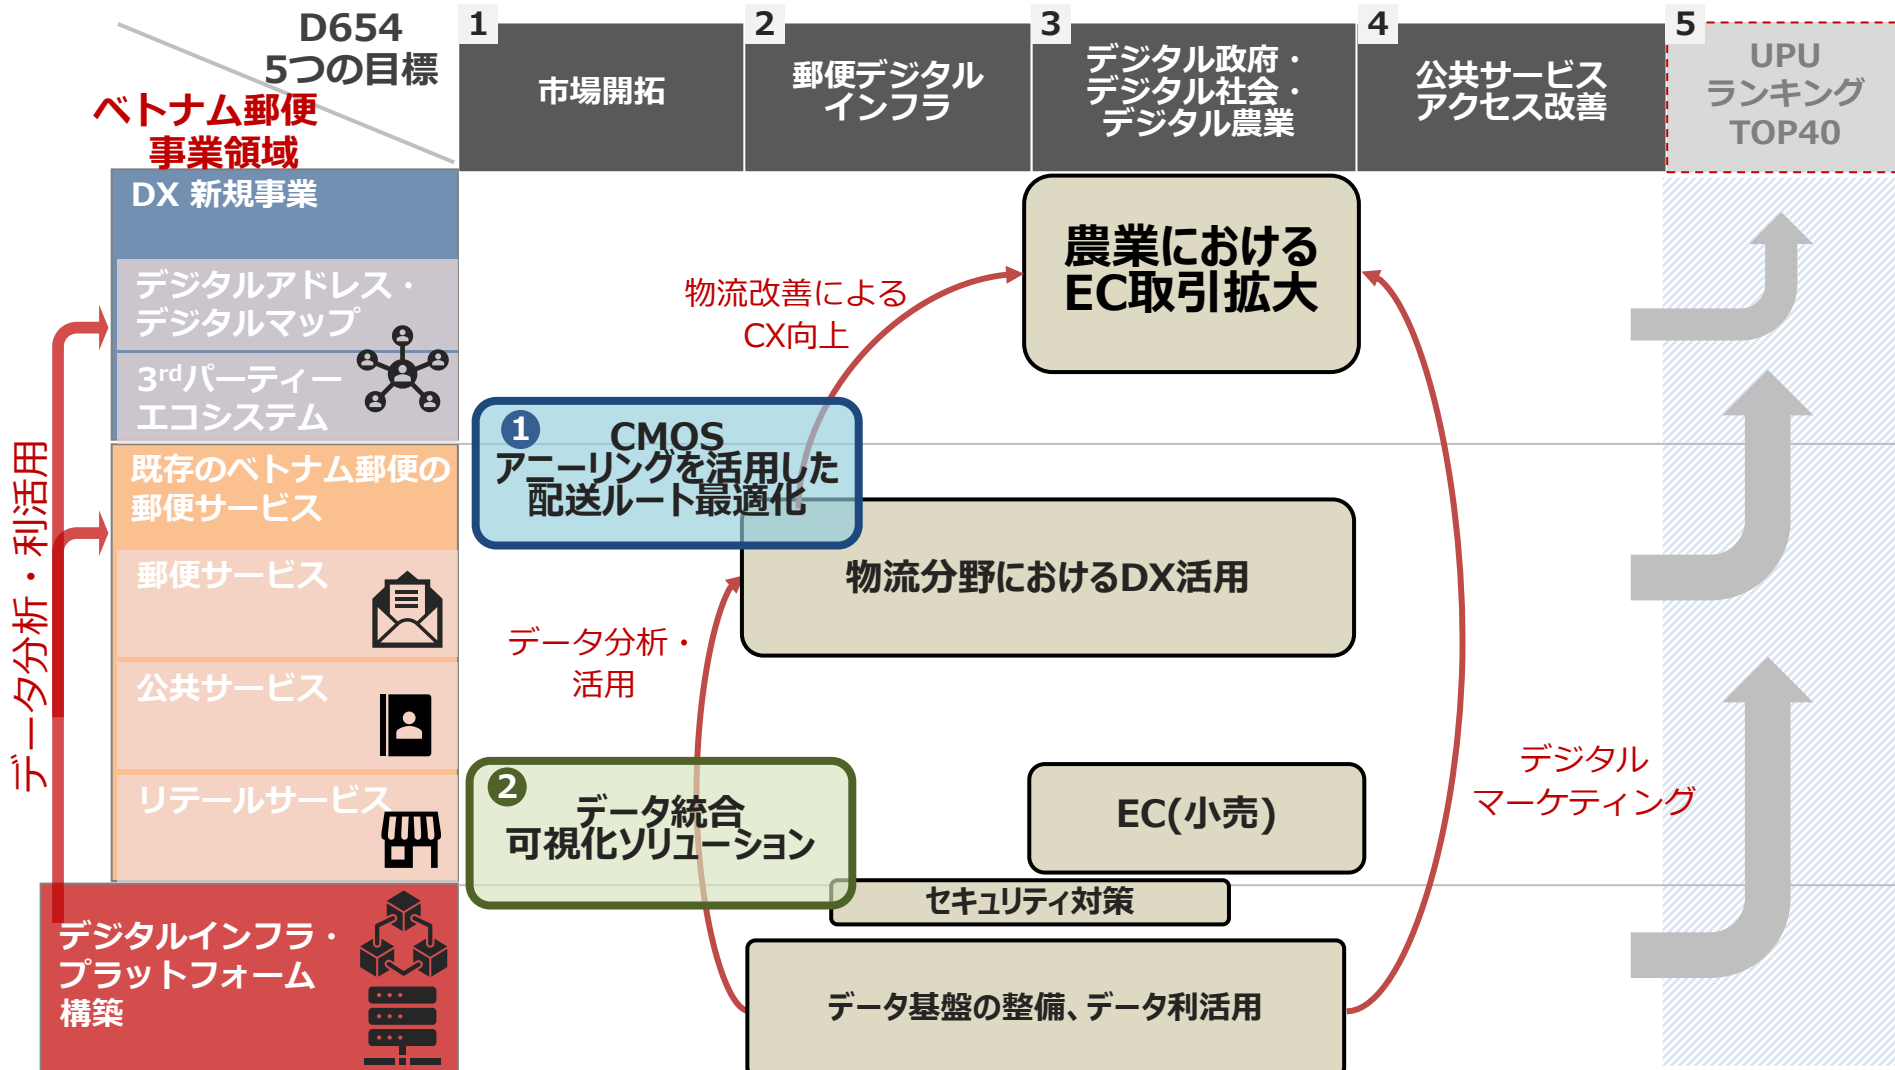 D654
5つの目標
ベトナム郵便
事業領域
1
市場開拓
2
郵便デジタル
インフラ
3
デジタル政府・
デジタル社会・
デジタル農業
4
公共サービス
アクセス改善
5
UPU
ランキング
TOP40
DX 新規事業
デジタルアドレス・
デジタルマップ
3rdパーティー
エコシステム
既存のベトナム郵便の
郵便サービス
郵便サービス
公共サービス
リテールサービス
デジタルインフラ・
プラットフォーム
構築
データ分析・利活用
農業における
EC取引拡大
物流改善による
CX向上
1
CMOS
アニーリングを活用した
配送ルート最適化
物流分野におけるDX活用
データ分析・
活用
2
データ統合
可視化ソリューション
EC(小売)
デジタル
マーケティング
セキュリティ対策
データ基盤の整備、データ利活用